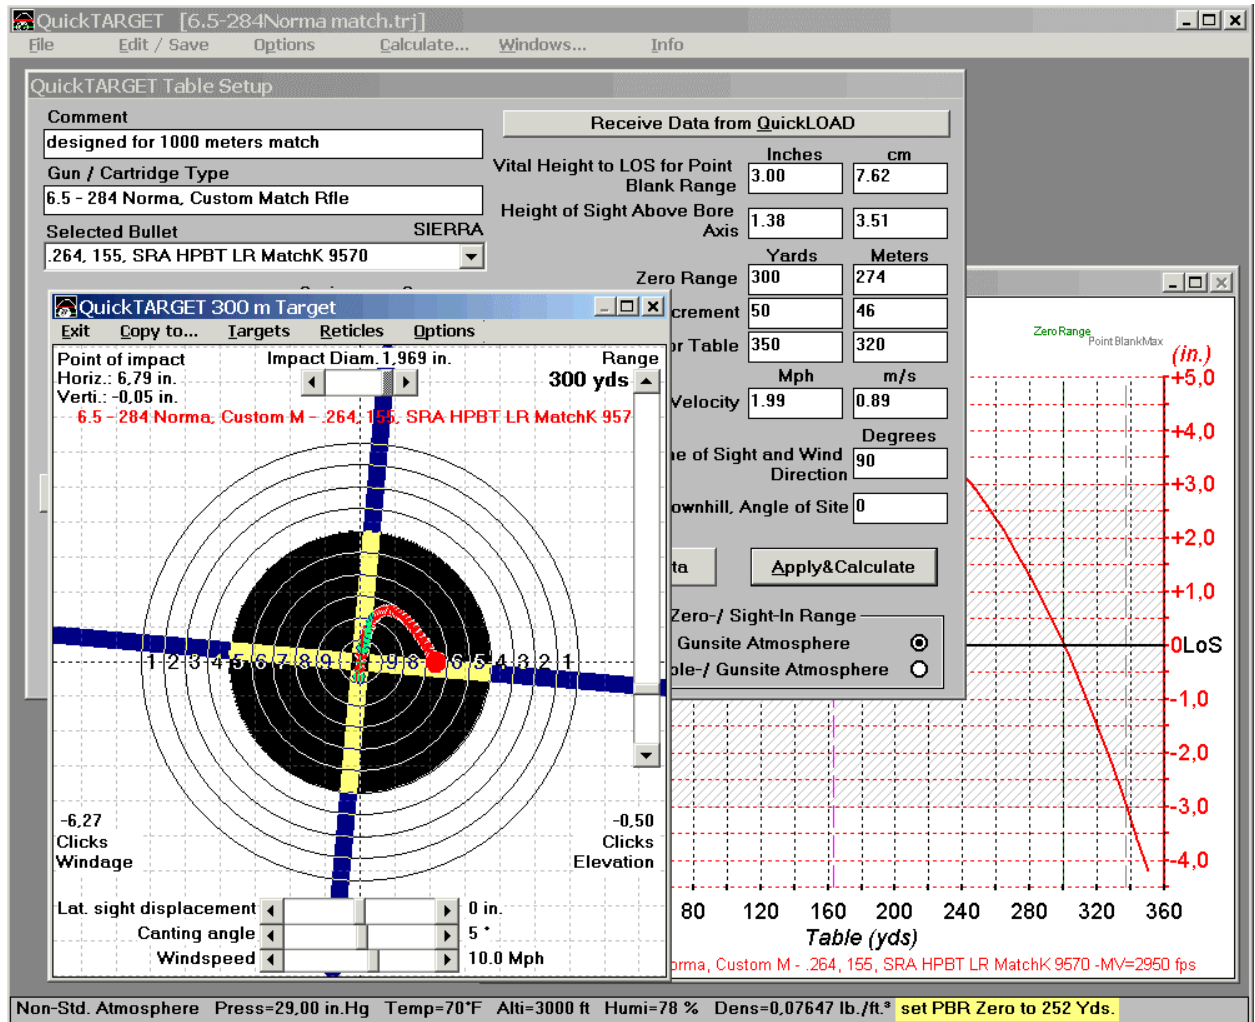 QuickTARGET [6.5-284Norma match.trj]
File Edit / Save Options Calculate... Windows... Info
QuickTARGET Table Setup
Comment
designed for 1000 meters match
Gun / Cartridge Type
6.5 - 284 Norma, Custom Match Rfle
Selected Bullet SIERRA
.264, 155, SRA HPBT LR MatchK 9570
Receive Data from QuickLOAD
Inches cm
Vital Height to LOS for Point Blank Range 3.00 7.62
Height of Sight Above Bore Axis 1.38 3.51
Yards Meters
Zero Range 300 274
crement 50 46
or Table 350 320
Mph m/s
Velocity 1.99 0.89
Degrees
ne of Sight and Wind Direction 90
ownhill, Angle of Site 0
ta Apply&Calculate
Zero-/ Sight-In Range
Gunsite Atmosphere
ple-/ Gunsite Atmosphere
QuickTARGET 300 m Target
Exit Copy to... Targets Reticles Options
Point of impact
Horiz.: 6,79 in.
Verti.: -0,05 in.
Impact Diam. 1,969 in.
Range
300 yds
6.5 - 284 Norma, Custom M - .264, 155, SRA HPBT LR MatchK 957
1 2 3 4 5 6 7 8 9 9 8 6 5 4 3 2 1
-6,27
Clicks
Windage
-0,50
Clicks
Elevation
Lat. sight displacement 0 in.
Canting angle 5 °
Windspeed 10.0 Mph
ZeroRange
PointBlankMax
(in.)
+5,0
+4,0
+3,0
+2,0
+1,0
0 LoS
-1,0
-2,0
-3,0
-4,0
80 120 160 200 240 280 320 360
Table (yds)
orma, Custom M - .264, 155, SRA HPBT LR MatchK 9570 -MV=2950 fps
Non-Std. Atmosphere Press=29,00 in.Hg Temp=70°F Alti=3000 ft Humi=78 % Dens=0,07647 lb./ft.³ set PBR Zero to 252 Yds.